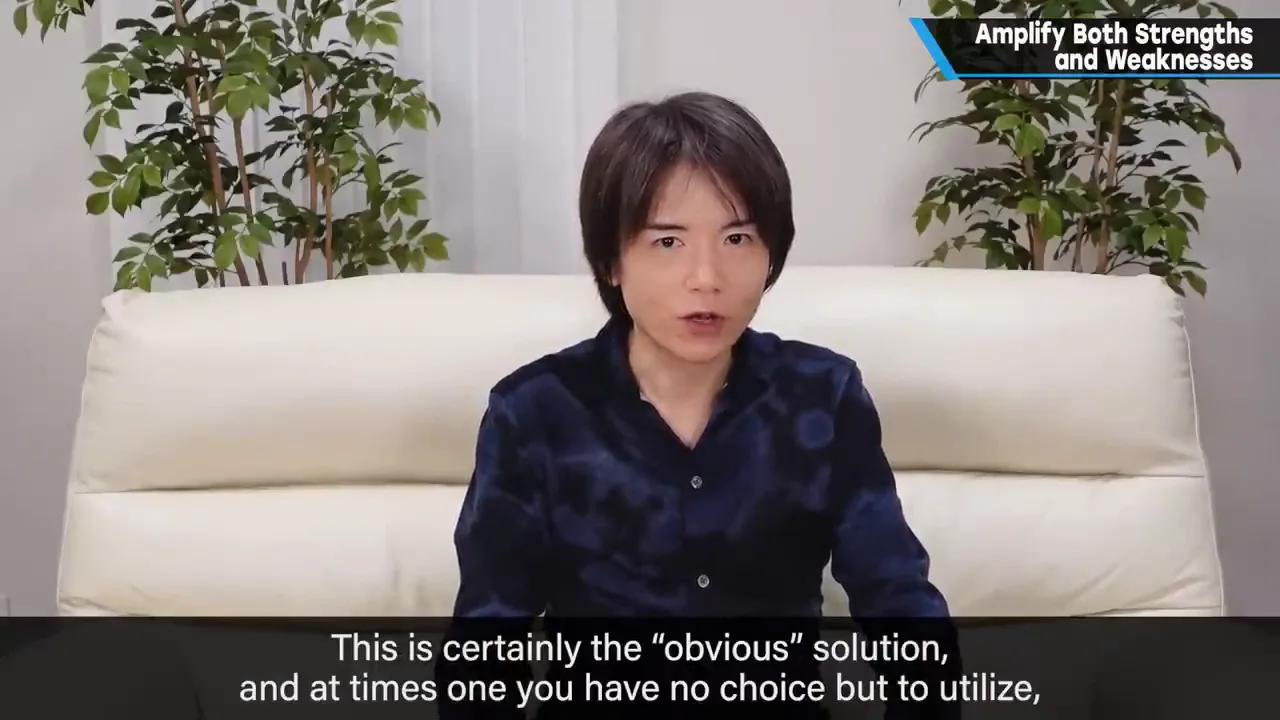 Amplify Both Strengths
and Weaknesses
This is certainly the “obvious” solution,
and at times one you have no choice but to utilize,